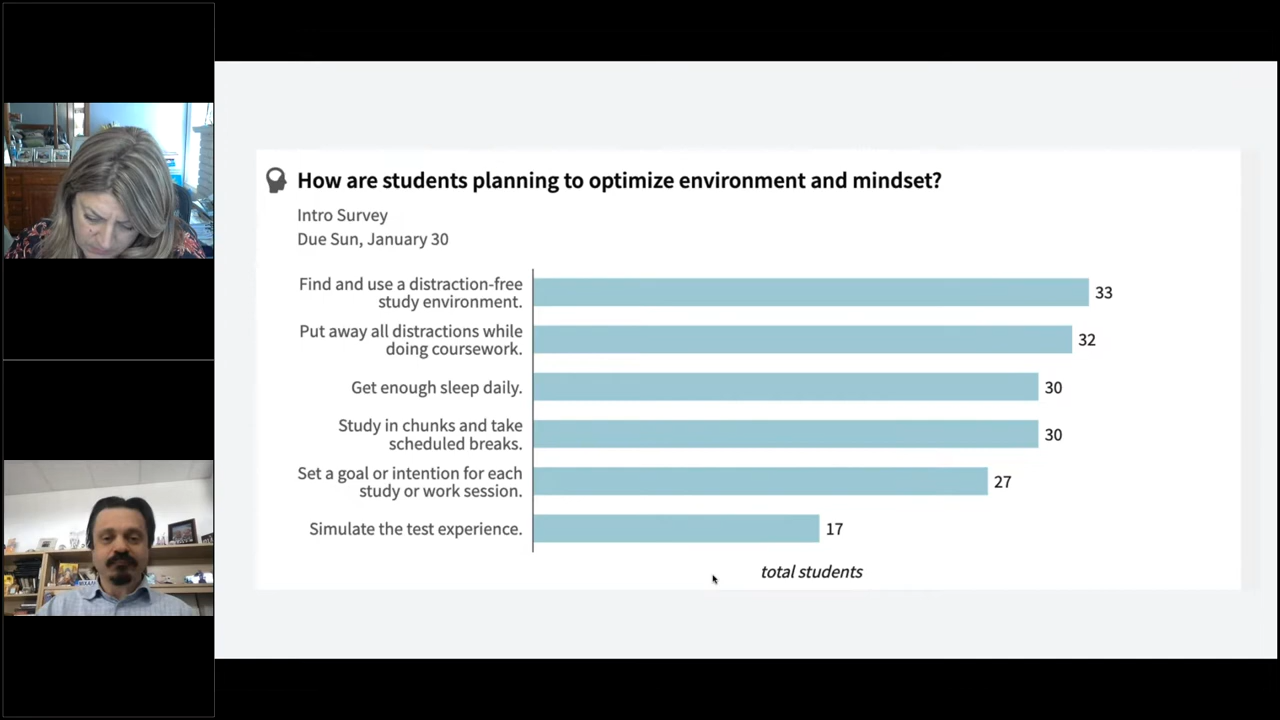 How are students planning to optimize environment and mindset?
Intro Survey
Due Sun, January 30
Find and use a distraction-free
study environment.
33
Put away all distractions while
doing coursework.
32
Get enough sleep daily.
30
Study in chunks and take
scheduled breaks.
30
Set a goal or intention for each
study or work session.
27
Simulate the test experience.
17
total students